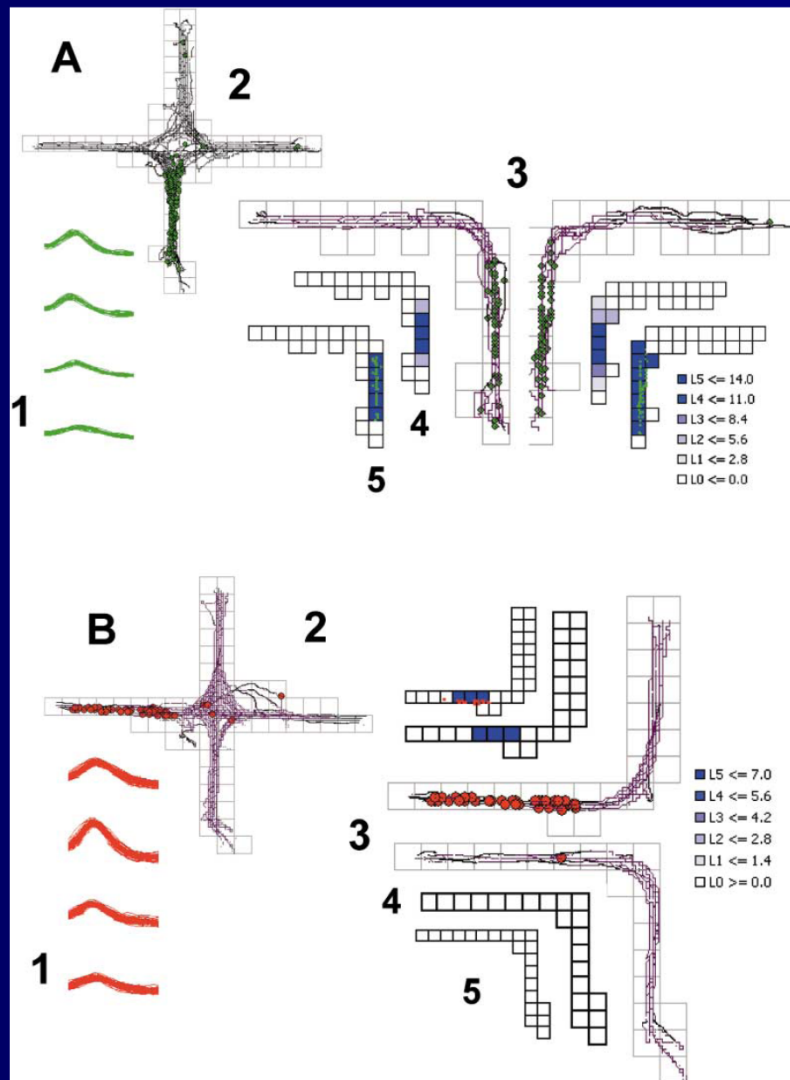 A
2
3
1
4
5
L5 <= 14.0
L4 <= 11.0
L3 <= 8.4
L2 <= 5.6
L1 <= 2.8
L0 <= 0.0
B
2
L5 <= 7.0
L4 <= 5.6
L3 <= 4.2
L2 <= 2.8
L1 <= 1.4
L0 >= 0.0
3
4
1
5